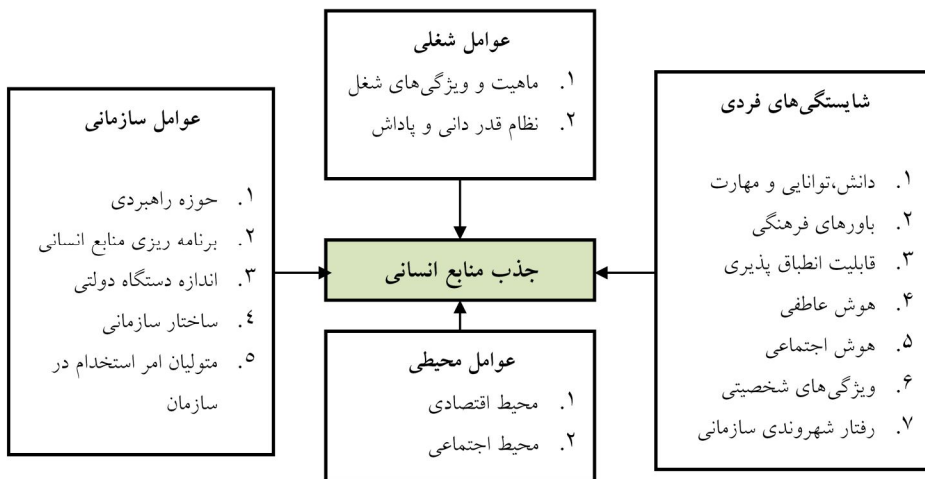 عوامل شغلی
۱. ماهیت و ویژگی‌های شغل
۲. نظام قدر دانی و پاداش
شایستگی‌های فردی
۱. دانش،توانایی و مهارت
۲. باورهای فرهنگی
۳. قابلیت انطباق پذیری
۴. هوش عاطفی
۵. هوش اجتماعی
۶. ویژگی‌های شخصیتی
۷. رفتار شهروندی سازمانی
جذب منابع انسانی
عوامل سازمانی
۱. حوزه راهبردی
۲. برنامه ریزی منابع انسانی
۳. اندازه دستگاه دولتی
٤. ساختار سازمانی
٥. متولیان امر استخدام در
سازمان
عوامل محیطی
۱. محیط اقتصادی
۲. محیط اجتماعی